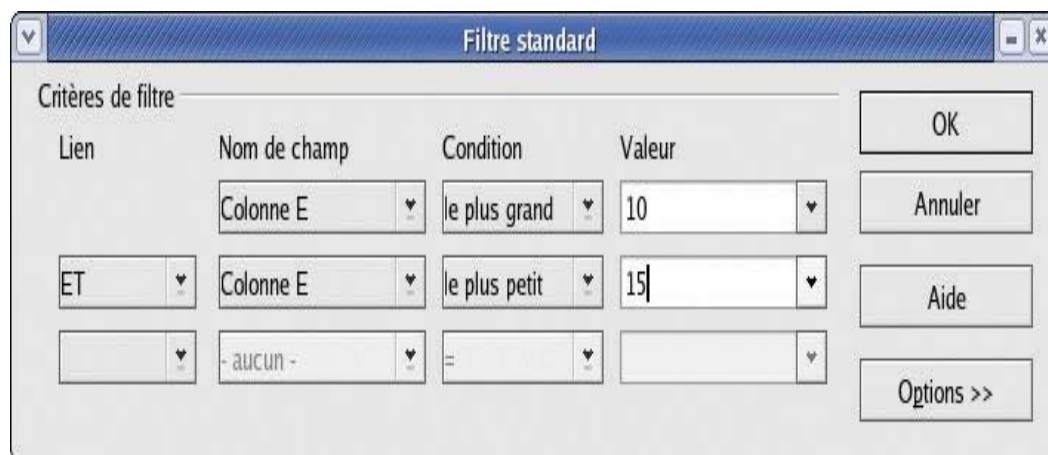 Filtre standard
Critères de filtre
Lien Nom de champ Condition Valeur
Colonne E le plus grand 10
ET Colonne E le plus petit 15
- aucun - =
OK
Annuler
Aide
Options >>